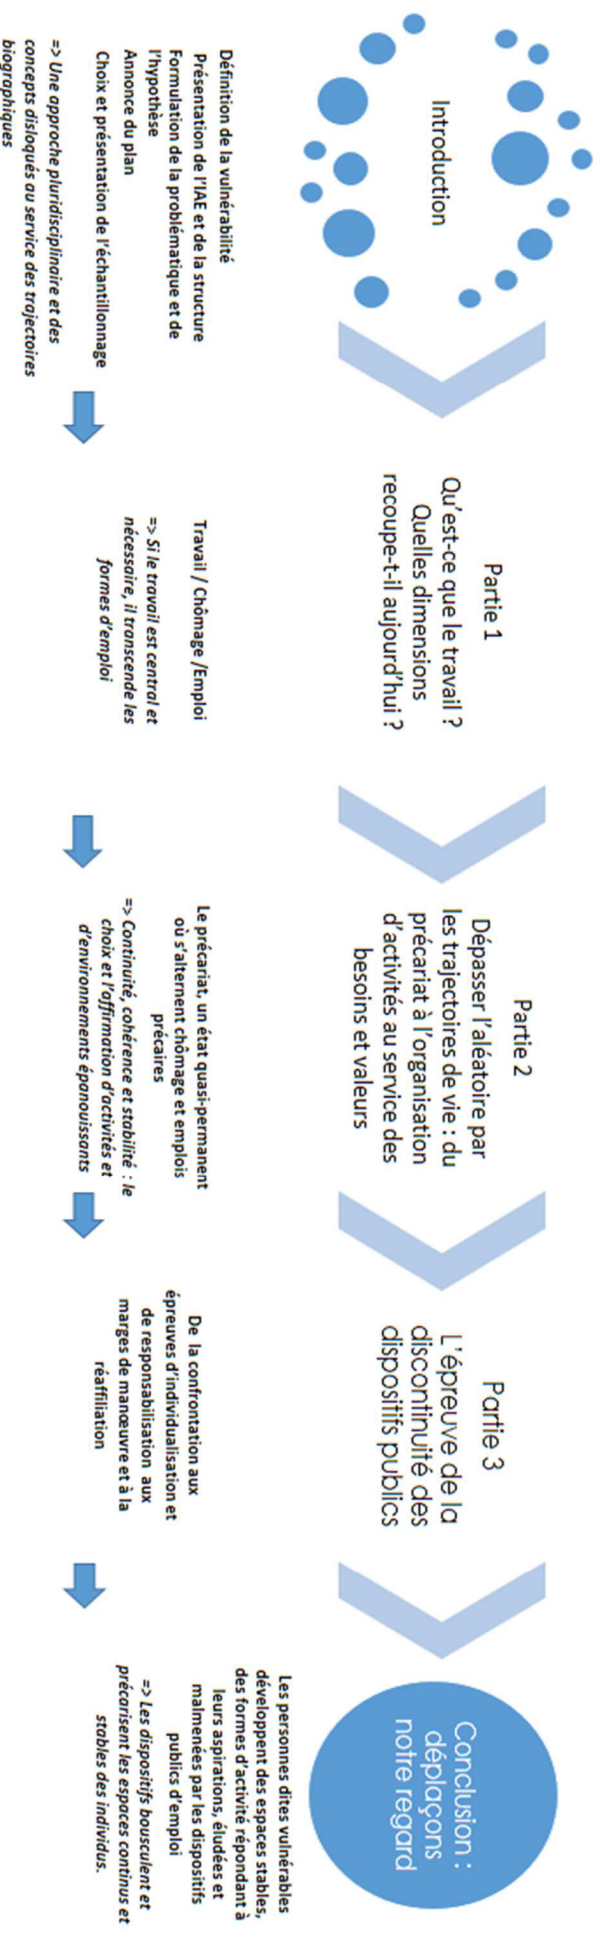 Introduction
Définition de la vulnérabilité
Présentation de l'IAE et de la structure
Formulation de la problématique et de
l'hypothèse
Annonce du plan
Choix et présentation de l'échantillonnage
=> Une approche pluridisciplinaire et des
concepts disloqués au service des trajectoires
biographiques
Partie 1
Qu'est-ce que le travail ?
Quelles dimensions
recoupe-t-il aujourd'hui ?
Travail / Chômage /Emploi
=> Si le travail est central et
nécessaire, il transcende les
formes d'emploi
Partie 2
Dépasser l'aléatoire par
les trajectoires de vie : du
précariat à l'organisation
d'activités au service des
besoins et valeurs
Le précariat, un état quasi-permanent
où s'alternent chômage et emplois
précaires
=> Continuité, cohérence et stabilité : le
choix et l'affirmation d'activités et
d'environnements épanouissants
Partie 3
L'épreuve de la
discontinuité des
dispositifs publics
De la confrontation aux
épreuves d'individualisation et
de responsabilisation aux
marges de manœuvre et à la
réaffiliation
Conclusion :
déplaçons
notre regard
Les personnes dites vulnérables
développent des espaces stables,
des formes d'activité répondant à
leurs aspirations, éludées et
malmenées par les dispositifs
publics d'emploi
=> Les dispositifs bousculent et
précarisent les espaces continus et
stables des individus.